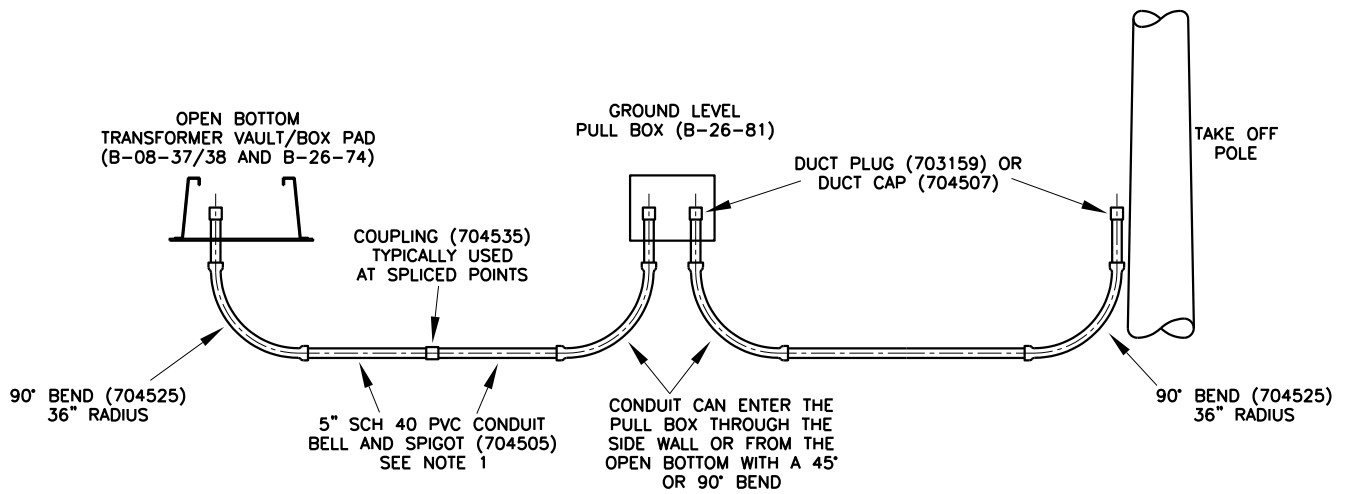 OPEN BOTTOM
TRANSFORMER VAULT/BOX PAD
(B-08-37/38 AND B-26-74)
GROUND LEVEL
PULL BOX (B-26-81)
TAKE OFF
POLE
DUCT PLUG (703159) OR
DUCT CAP (704507)
COUPLING (704535)
TYPICALLY USED
AT SPLICED POINTS
90° BEND (704525)
36" RADIUS
5" SCH 40 PVC CONDUIT
BELL AND SPIGOT (704505)
SEE NOTE 1
CONDUIT CAN ENTER THE
PULL BOX THROUGH THE
SIDE WALL OR FROM THE
OPEN BOTTOM WITH A 45°
OR 90° BEND
90° BEND (704525)
36" RADIUS